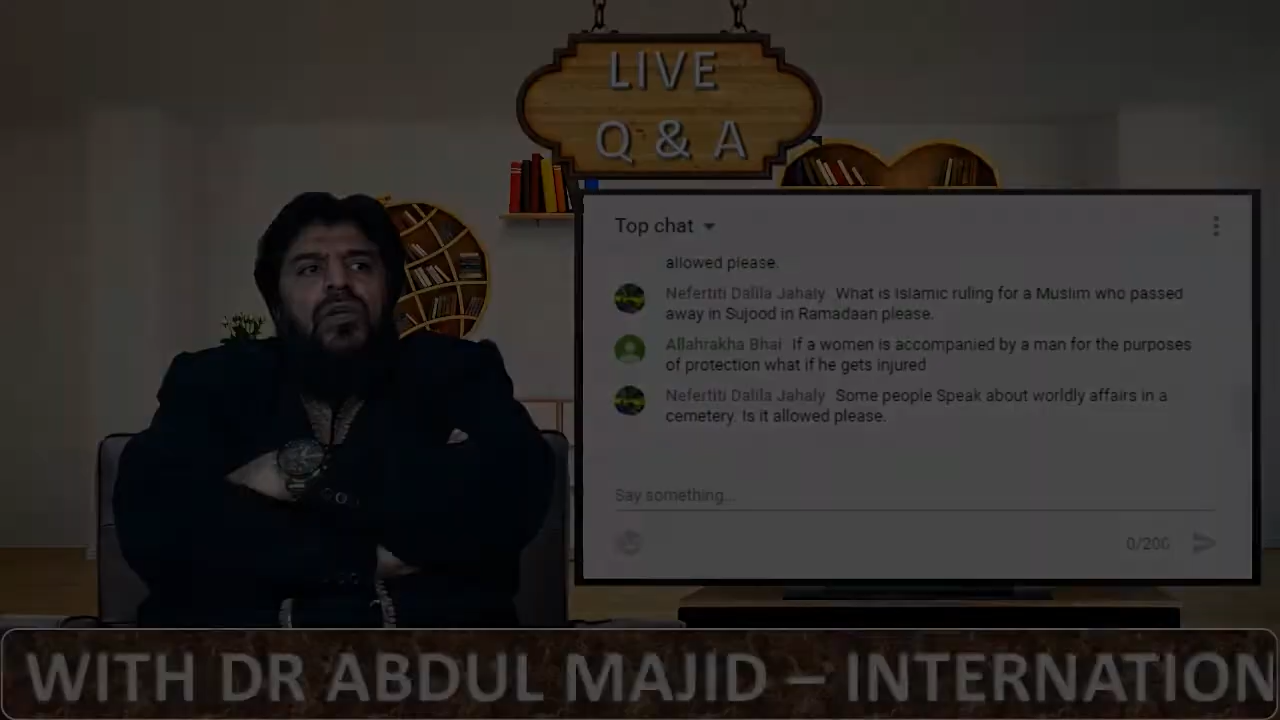 LIVE
Q & A
Top chat
allowed please.
Nefertiti Dalila Jahaly What is Islamic ruling for a Muslim who passed
away in Sujood in Ramadaan please.
Allahrakha Bhai If a women is accompanied by a man for the purposes
of protection what if he gets injured
Nefertiti Dalila Jahaly Some people Speak about worldly affairs in a
cemetery. Is it allowed please.
Say something...
0/200
WITH DR ABDUL MAJID – INTERNATION